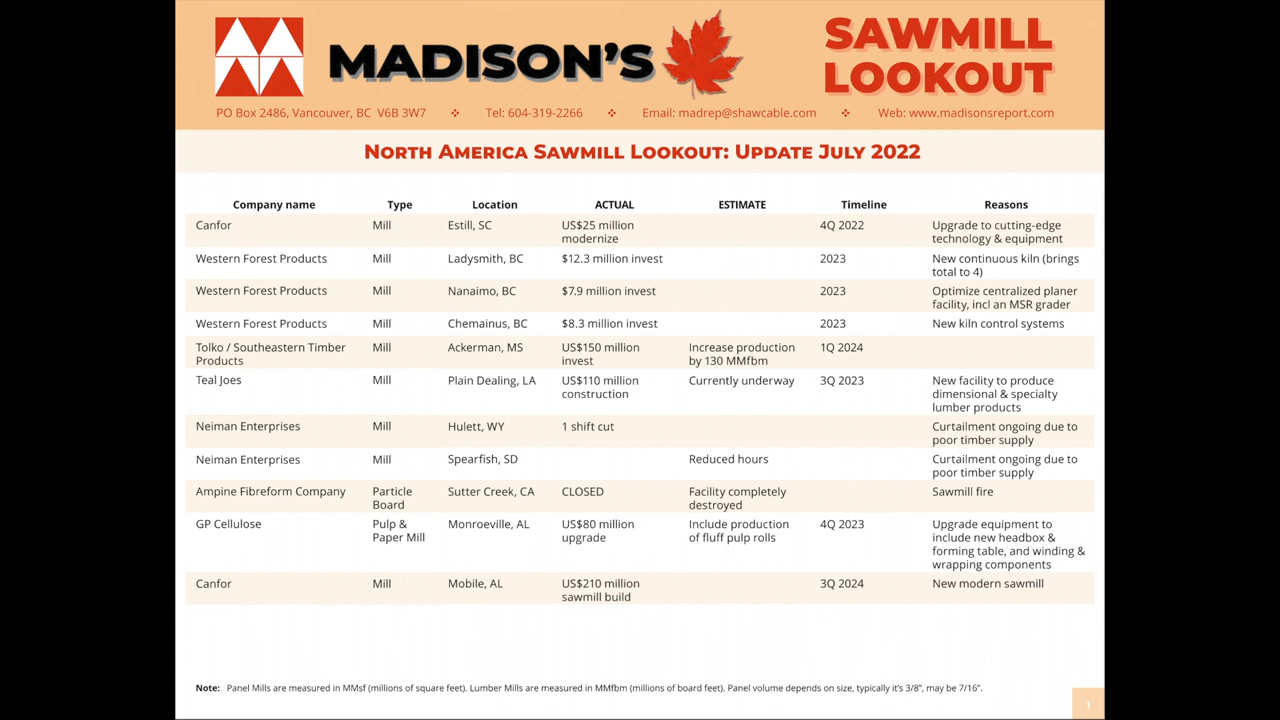 MADISON'S
SAWMILL
LOOKOUT
PO Box 2486, Vancouver, BC V6B 3W7 ❖ Tel: 604-319-2266 ❖ Email: madrep@shawcable.com ❖ Web: www.madisonsreport.com
North America Sawmill Lookout: Update July 2022
Company name Type Location ACTUAL ESTIMATE Timeline Reasons
Canfor Mill Estill, SC US$25 million 4Q 2022 Upgrade to cutting-edge
modernize technology & equipment
Western Forest Products Mill Ladysmith, BC $12.3 million invest 2023 New continuous kiln (brings
total to 4)
Western Forest Products Mill Nanaimo, BC $7.9 million invest 2023 Optimize centralized planer
facility, incl an MSR grader
Western Forest Products Mill Chemainus, BC $8.3 million invest 2023 New kiln control systems
Tolko / Southeastern Timber Mill Ackerman, MS US$150 million Increase production 1Q 2024
Products invest by 130 MMfbm
Teal Joes Mill Plain Dealing, LA US$110 million Currently underway 3Q 2023 New facility to produce
construction dimensional & specialty
lumber products
Neiman Enterprises Mill Hulett, WY 1 shift cut Curtailment ongoing due to
poor timber supply
Neiman Enterprises Mill Spearfish, SD Reduced hours Curtailment ongoing due to
poor timber supply
Ampine Fibreform Company Particle Sutter Creek, CA CLOSED Facility completely Sawmill fire
Board destroyed
GP Cellulose Pulp & Monroeville, AL US$80 million Include production 4Q 2023 Upgrade equipment to
Paper Mill upgrade of fluff pulp rolls include new headbox &
forming table, and winding &
wrapping components
Canfor Mill Mobile, AL US$210 million 3Q 2024 New modern sawmill
sawmill build
Note: Panel Mills are measured in MMsf (millions of square feet). Lumber Mills are measured in MMfbm (millions of board feet). Panel volume depends on size, typically it's 3/8", may be 7/16".
1